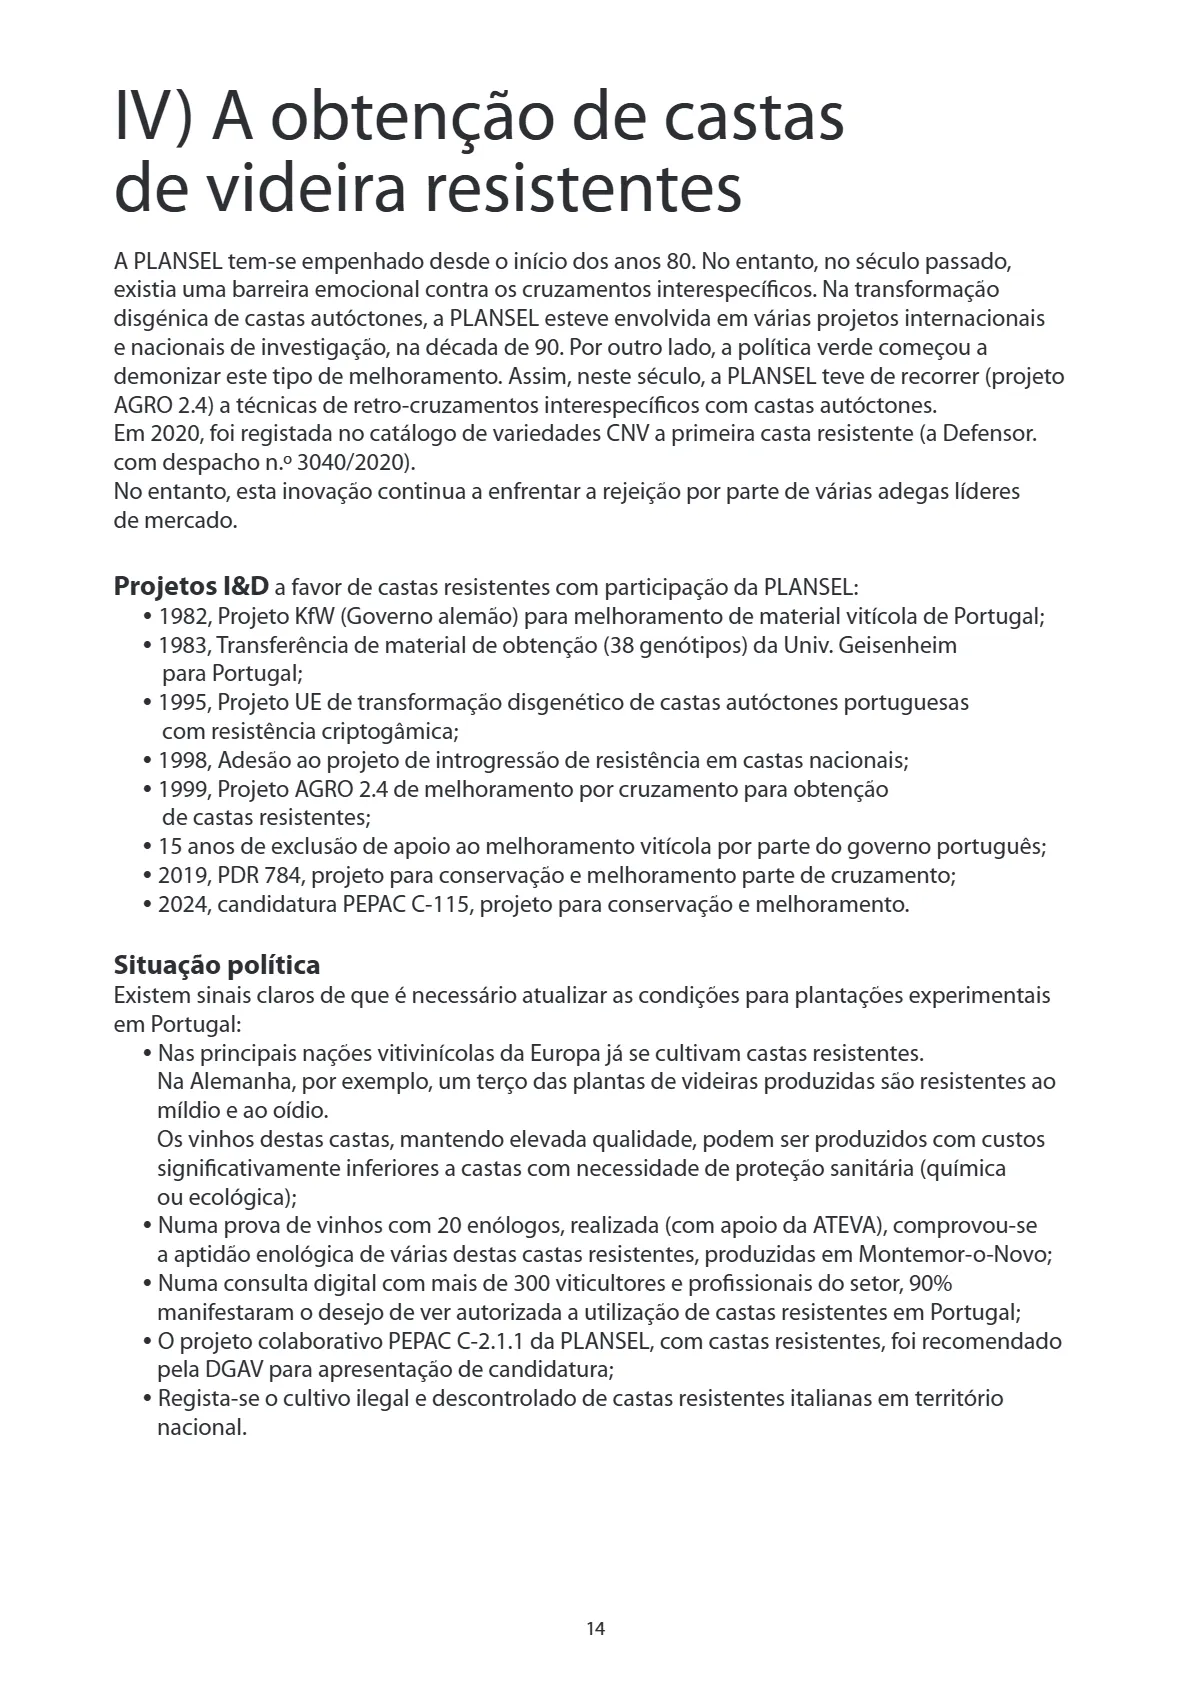 IV) A obtenção de castas
de videira resistentes
A PLANSEL tem-se empenhado desde o início dos anos 80. No entanto, no século passado,
existia uma barreira emocional contra os cruzamentos interespecíficos. Na transformação
disgénica de castas autóctones, a PLANSEL esteve envolvida em várias projetos internacionais
e nacionais de investigação, na década de 90. Por outro lado, a política verde começou a
demonizar este tipo de melhoramento. Assim, neste século, a PLANSEL teve de recorrer (projeto
AGRO 2.4) a técnicas de retro-cruzamentos interespecíficos com castas autóctones.
Em 2020, foi registada no catálogo de variedades CNV a primeira casta resistente (a Defensor.
com despacho n.º 3040/2020).
No entanto, esta inovação continua a enfrentar a rejeição por parte de várias adegas líderes
de mercado.
Projetos I&D a favor de castas resistentes com participação da PLANSEL:
• 1982, Projeto KfW (Governo alemão) para melhoramento de material vitícola de Portugal;
• 1983, Transferência de material de obtenção (38 genótipos) da Univ. Geisenheim
para Portugal;
• 1995, Projeto UE de transformação disgenético de castas autóctones portuguesas
com resistência criptogâmica;
• 1998, Adesão ao projeto de introgressão de resistência em castas nacionais;
• 1999, Projeto AGRO 2.4 de melhoramento por cruzamento para obtenção
de castas resistentes;
• 15 anos de exclusão de apoio ao melhoramento vitícola por parte do governo português;
• 2019, PDR 784, projeto para conservação e melhoramento parte de cruzamento;
• 2024, candidatura PEPAC C-115, projeto para conservação e melhoramento.
Situação política
Existem sinais claros de que é necessário atualizar as condições para plantações experimentais
em Portugal:
• Nas principais nações vitivinícolas da Europa já se cultivam castas resistentes.
Na Alemanha, por exemplo, um terço das plantas de videiras produzidas são resistentes ao
míldio e ao oídio.
Os vinhos destas castas, mantendo elevada qualidade, podem ser produzidos com custos
significativamente inferiores a castas com necessidade de proteção sanitária (química
ou ecológica);
• Numa prova de vinhos com 20 enólogos, realizada (com apoio da ATEVA), comprovou-se
a aptidão enológica de várias destas castas resistentes, produzidas em Montemor-o-Novo;
• Numa consulta digital com mais de 300 viticultores e profissionais do setor, 90%
manifestaram o desejo de ver autorizada a utilização de castas resistentes em Portugal;
• O projeto colaborativo PEPAC C-2.1.1 da PLANSEL, com castas resistentes, foi recomendado
pela DGAV para apresentação de candidatura;
• Regista-se o cultivo ilegal e descontrolado de castas resistentes italianas em território
nacional.
14